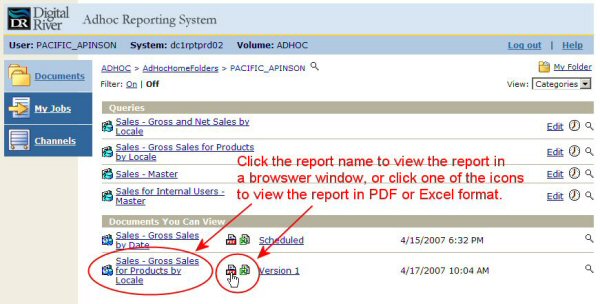 Digital River
DR
Adhoc Reporting System
User: PACIFIC_APINSON System: dc1rptprd02 Volume: ADHOC Log out | Help
Documents
My Jobs
Channels
ADHOC > AdHocHomeFolders > PACIFIC_APINSON My Folder
Filter: On | Off View: Categories
Queries
Sales - Gross and Net Sales by
Locale
Edit
Sales - Gross Sales for Products
by Locale
Edit
Sales - Master
Edit
Sales for Internal Users -
Master
Edit
Click the report name to view the report in
a browswer window, or click one of the icons
to view the report in PDF or Excel format.
Documents You Can View
Sales - Gross Sales
by Date
Scheduled 4/15/2007 6:32 PM
Sales - Gross Sales
for Products by
Locale
Version 1 4/17/2007 10:04 AM